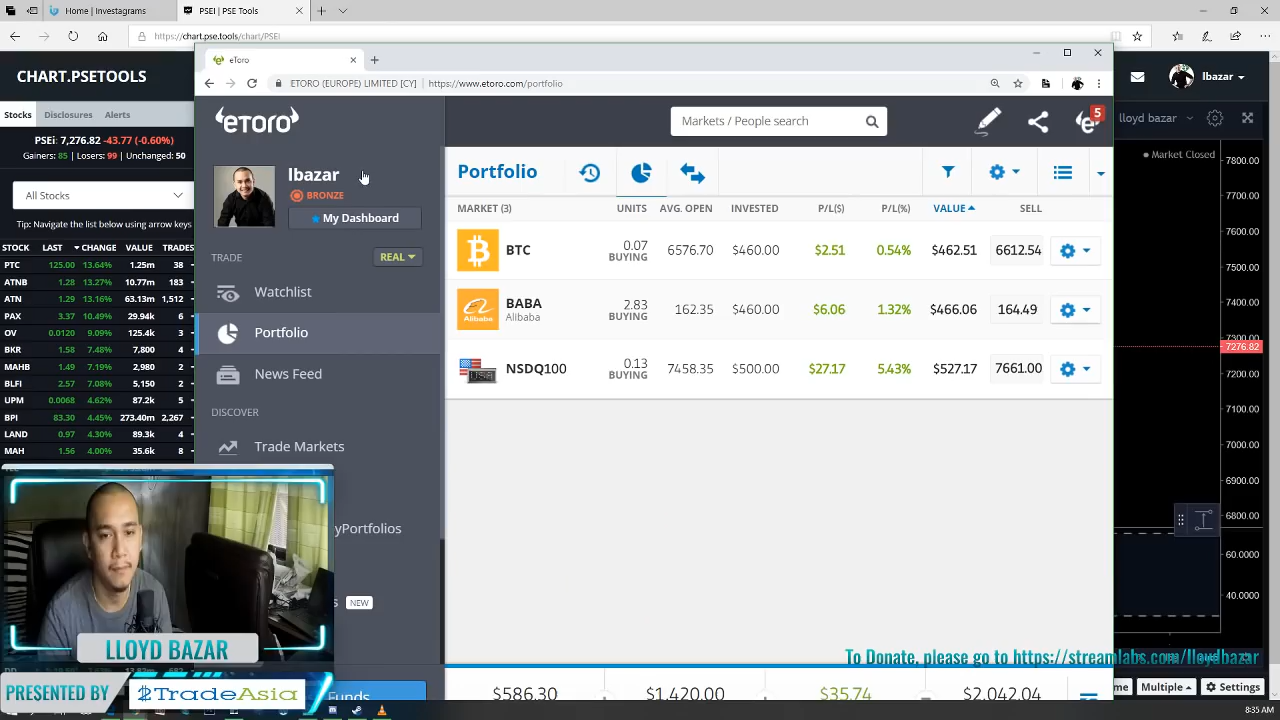 Home | Investagrams
PSEI | PSEI
https://pse.tools/chart/PSEI
eToro
ETORO (EUROPE) LIMITED [CY] | https://www.etoro.com/portfolio
CHART.PSETOOLS
Stocks Disclosures Alerts
PSEi: 7,276.82 -43.77 (-0.60%)
Gainers: 85 | Losers: 99 | Unchanged: 50
All Stocks
Tip: Navigate the list below using arrow keys
STOCK LAST CHANGE VALUE TRADES
PTC 125.00 13.64% 1.25m 38
ATNB 1.28 13.27% 10.77m 183
ATN 1.29 13.16% 63.13m 1,512
PAX 3.37 10.49% 29.94k 6
OV 0.0120 9.09% 125.4k 3
BKR 1.58 7.48% 7,800 4
MAHB 1.49 7.19% 2,980 2
BLFI 2.57 7.08% 5,150 2
UPM 0.0068 4.62% 87.2k 5
BPI 83.30 4.45% 273.40m 2,267
LAND 0.97 4.30% 89.3k 4
MAH 1.56 4.00% 35.6k 8
eToro
lbazar
BRONZE
My Dashboard
TRADE REAL
Watchlist
Portfolio
News Feed
DISCOVER
Trade Markets
yPortfolios
NEW
Funds
Markets / People search
5
Portfolio
MARKET (3) UNITS AVG. OPEN INVESTED P/L($) P/L(%) VALUE SELL
BTC 0.07 BUYING 6576.70 $460.00 $2.51 0.54% $462.51 6612.54
BABA Alibaba 2.83 BUYING 162.35 $460.00 $6.06 1.32% $466.06 164.49
NSDQ100 0.13 BUYING 7458.35 $500.00 $27.17 5.43% $527.17 7661.00
$586.30 $1420.00 $35.74 $2,042.04
lbazar
lloyd bazar
Market Closed
7800.00
7700.00
7600.00
7500.00
7400.00
7300.00
7276.82
7200.00
7100.00
7000.00
6900.00
6800.00
60.0000
40.0000
Multiple Settings
8:35 AM
LLOYD BAZAR
PRESENTED BY TradeAsia
To Donate, please go to https://streamlabs.com/lloydbazar